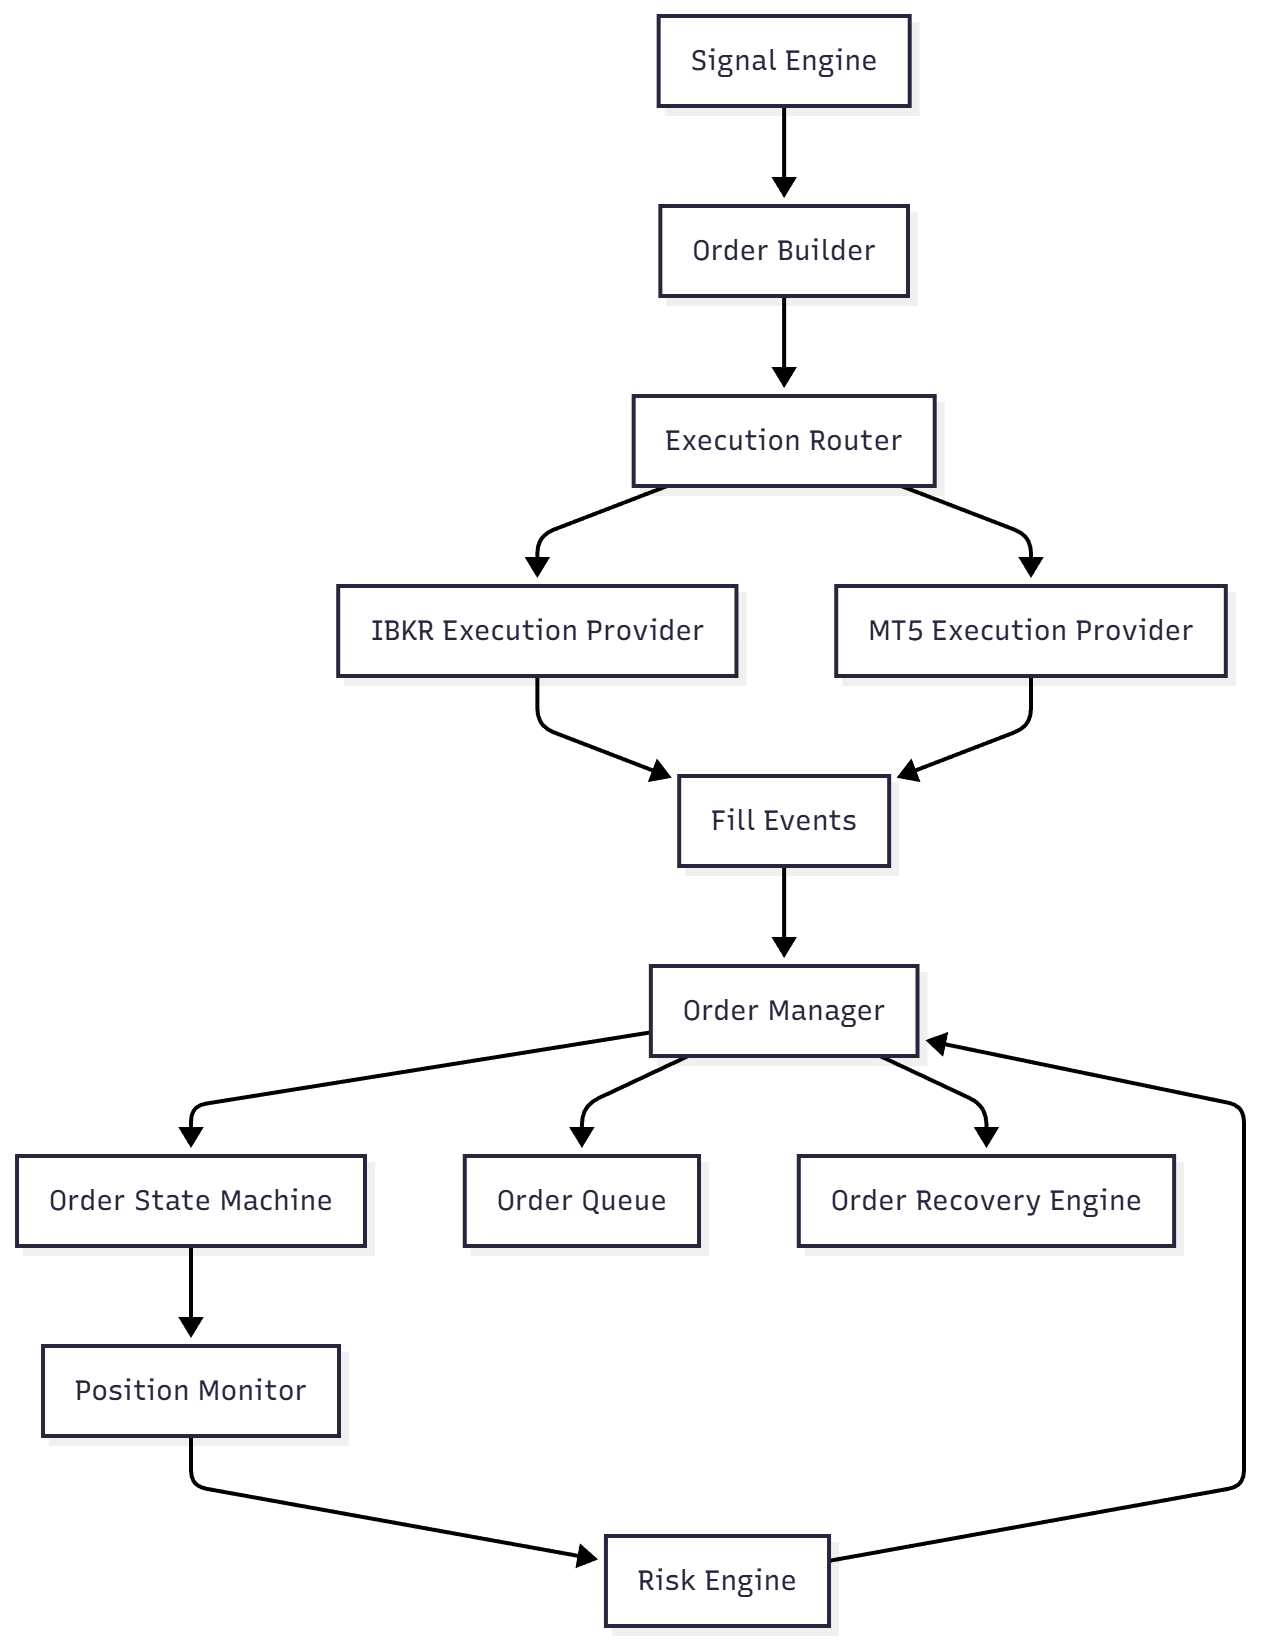 Signal Engine
Order Builder
Execution Router
IBKR Execution Provider
MT5 Execution Provider
Fill Events
Order Manager
Order State Machine
Order Queue
Order Recovery Engine
Position Monitor
Risk Engine